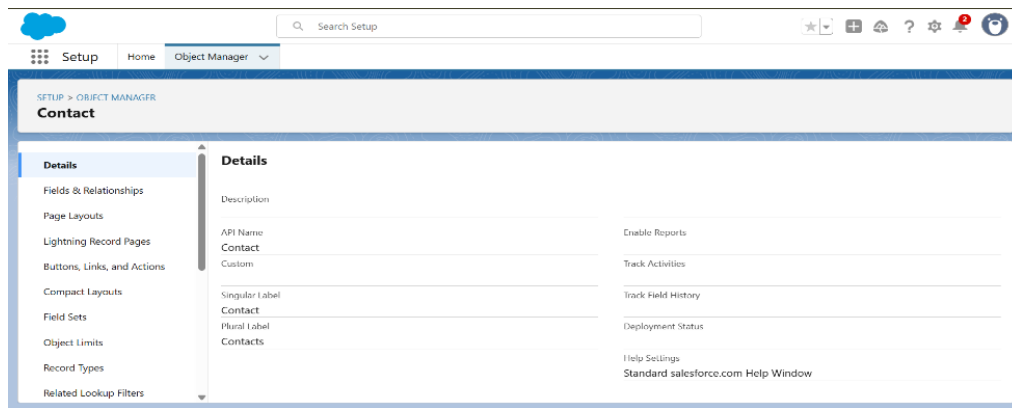 Search Setup
2
Setup
Home
Object Manager
SETUP > OBJECT MANAGER
Contact
Details
Fields & Relationships
Page Layouts
Lightning Record Pages
Buttons, Links, and Actions
Compact Layouts
Field Sets
Object Limits
Record Types
Related Lookup Filters
Details
Description
API Name
Contact
Custom
Singular Label
Contact
Plural Label
Contacts
Enable Reports
Track Activities
Track Field History
Deployment Status
Help Settings
Standard salesforce.com Help Window